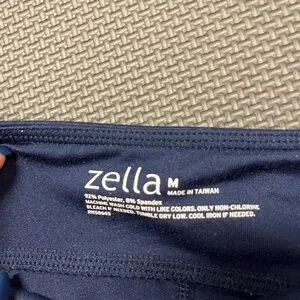 zella M
MADE IN TAIWAN
92% Polyester, 8% Spandex
MACHINE WASH COLD WITH LIKE COLORS. ONLY NON-CHLORINE
BLEACH IF NEEDED. TUMBLE DRY LOW. COOL IRON IF NEEDED.